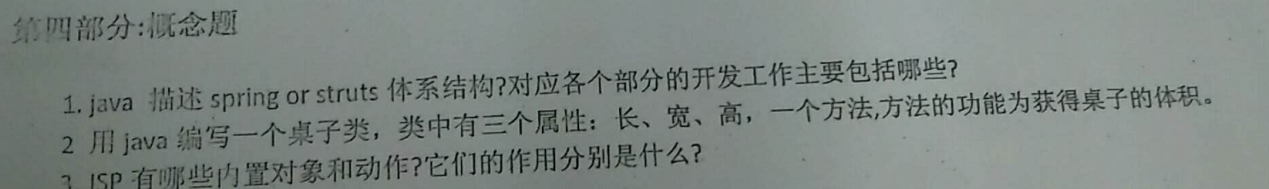 第四部分:概念题
1. java 描述 spring or struts 体系结构?对应各个部分的开发工作主要包括哪些?
2 用 java 编写一个桌子类，类中有三个属性：长、宽、高，一个方法,方法的功能为获得桌子的体积。
3 JSP 有哪些内置对象和动作?它们的作用分别是什么?